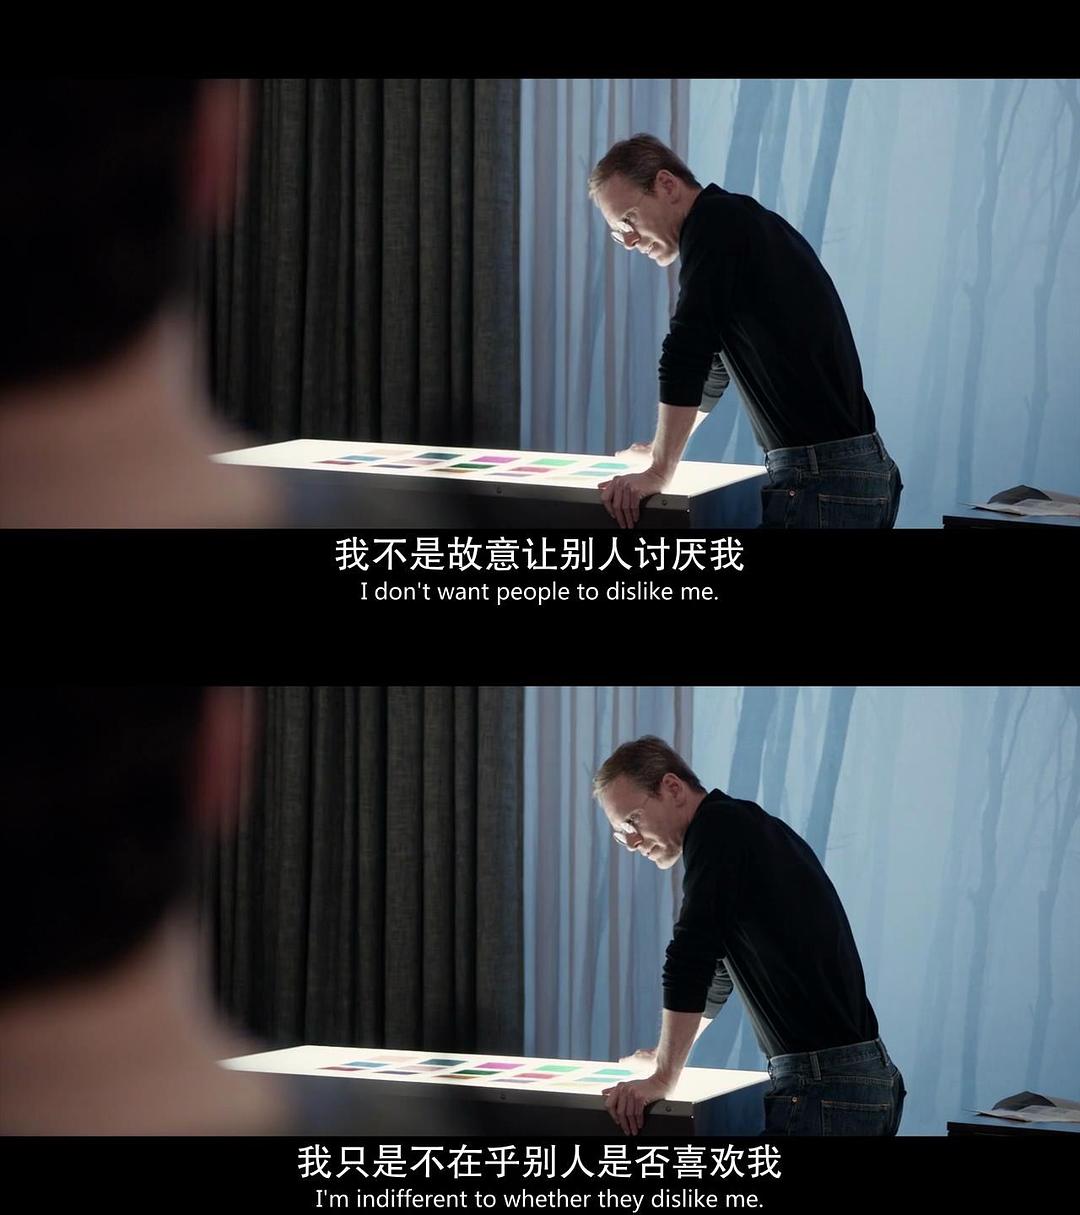 我不是故意让别人讨厌我
I don't want people to dislike me.
我只是不在乎别人是否喜欢我
I'm indifferent to whether they dislike me.